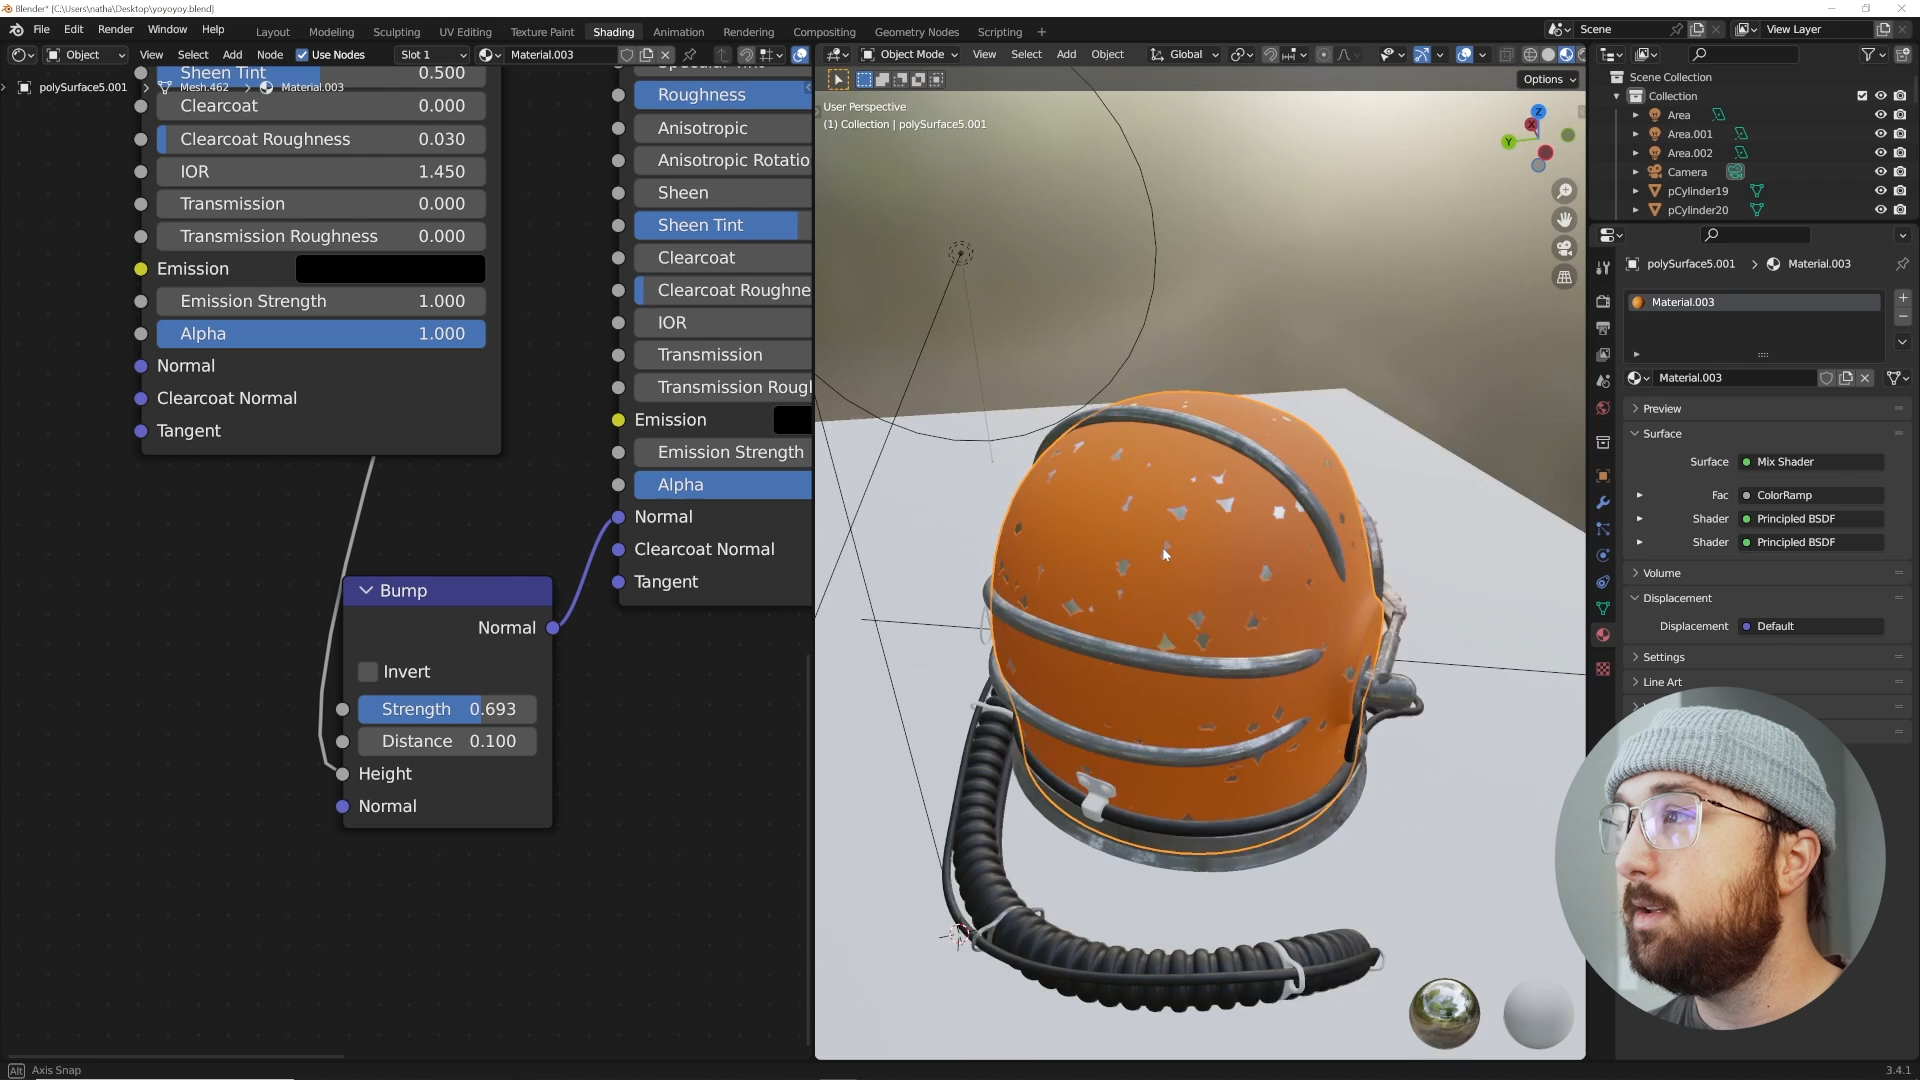 Blender* [C:\Users\natha\Desktop\yoyoyoy.blend]
File Edit Render Window Help
Layout Modeling Sculpting UV Editing Texture Paint Shading Animation Rendering Compositing Geometry Nodes Scripting +
Scene View Layer
Object View Select Add Node Use Nodes Slot 1 Material.003
Object Mode View Select Add Object Global
Options
polySurface5.001 > Mesh.462 > Material.003
Sheen Tint 0.500
Clearcoat 0.000
Clearcoat Roughness 0.030
IOR 1.450
Transmission 0.000
Transmission Roughness 0.000
Emission
Emission Strength 1.000
Alpha 1.000
Normal
Clearcoat Normal
Tangent
Bump
Normal
Invert
Strength 0.693
Distance 0.100
Height
Normal
Roughness
Anisotropic
Anisotropic Rotatio
Sheen
Sheen Tint
Clearcoat
Clearcoat Roughne
IOR
Transmission
Transmission Roug
Emission
Emission Strength
Alpha
Normal
Clearcoat Normal
Tangent
User Perspective
(1) Collection | polySurface5.001
Z
X
Y
Scene Collection
Collection
Area
Area.001
Area.002
Camera
pCylinder19
pCylinder20
polySurface5.001 > Material.003
Material.003
Material.003
Preview
Surface
Surface Mix Shader
Fac ColorRamp
Shader Principled BSDF
Shader Principled BSDF
Volume
Displacement
Displacement Default
Settings
Line Art
Alt Axis Snap
3.4.1